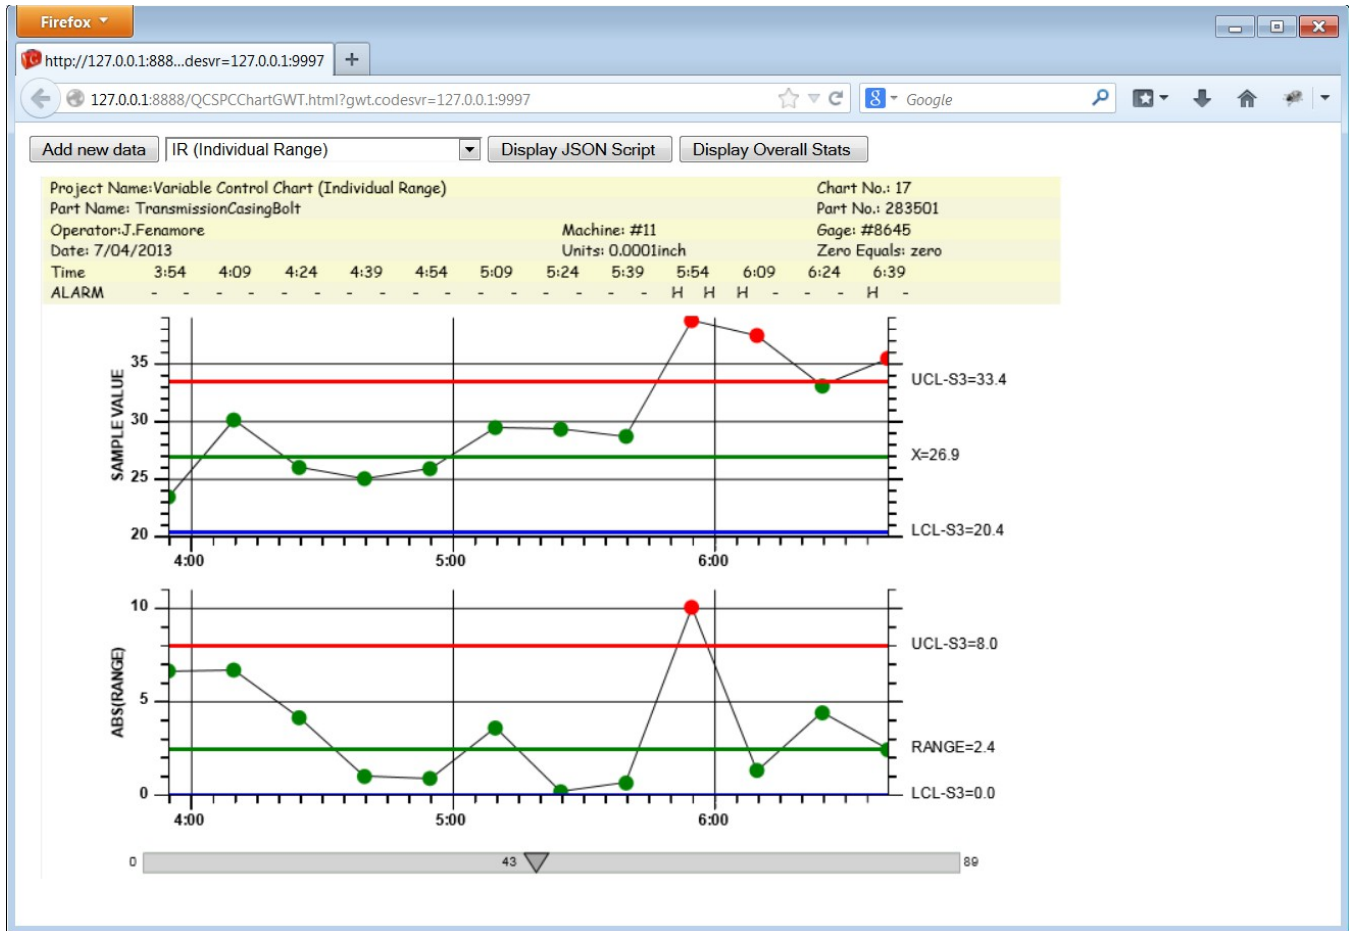 Firefox
http://127.0.0.1:888...desvr=127.0.0.1:9997 +
127.0.0.1:8888/QCSPCChartGWT.html?gwt.codesvr=127.0.0.1:9997 8 Google
Add new data IR (Individual Range) Display JSON Script Display Overall Stats
Project Name:Variable Control Chart (Individual Range) Chart No.: 17
Part Name: TransmissionCasingBolt Part No.: 283501
Operator:J.Fenamore Machine: #11 Gage: #8645
Date: 7/04/2013 Units: 0.0001inch Zero Equals: zero
Time 3:54 4:09 4:24 4:39 4:54 5:09 5:24 5:39 5:54 6:09 6:24 6:39
ALARM - - - - - - - - - - - - - - - - H H H - - - H -
SAMPLE VALUE
35
30
25
20
UCL-S3=33.4
X=26.9
LCL-S3=20.4
4:00 5:00 6:00
ABS(RANGE)
10
5
0
UCL-S3=8.0
RANGE=2.4
LCL-S3=0.0
4:00 5:00 6:00
0 43 89